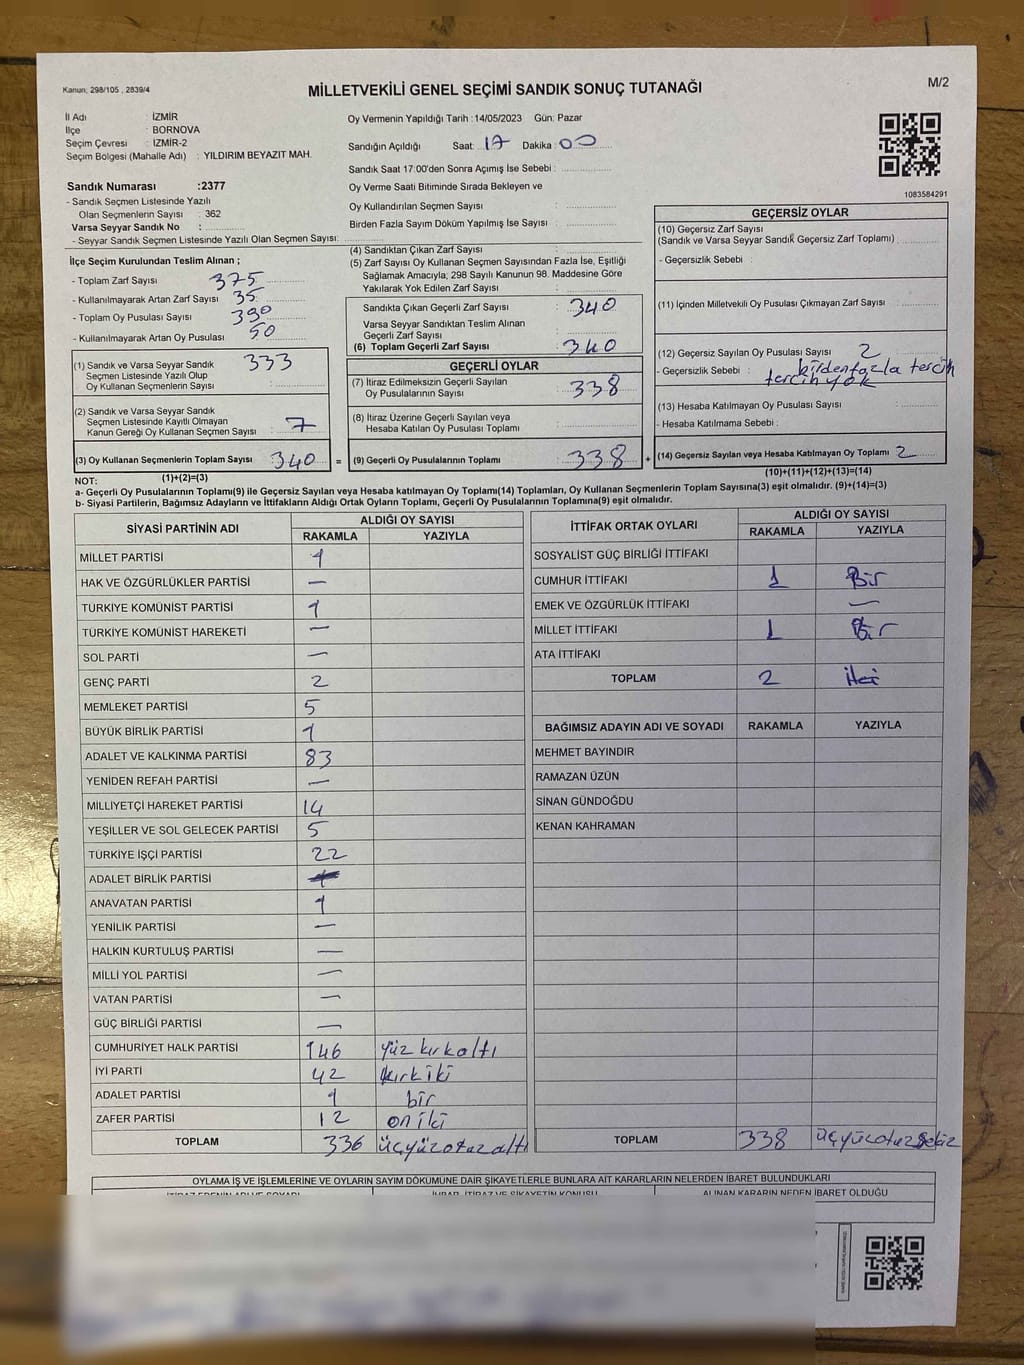 Kanun, 298/105 , 2839/4
MİLLETVEKİLİ GENEL SEÇİMİ SANDIK SONUÇ TUTANAĞI
M/2
İl Adı : İZMİR
İlçe : BORNOVA
Seçim Çevresi : İZMİR-2
Seçim Bölgesi (Mahalle Adı) : YILDIRIM BEYAZIT MAH.
Oy Vermenin Yapıldığı Tarih :14/05/2023 Gün: Pazar
Sandığın Açıldığı Saat: 17 Dakika : 00
Sandık Saat 17:00'den Sonra Açımış İse Sebebi :
Oy Verme Saati Bitiminde Sırada Bekleyen ve
Oy Kullandırılan Seçmen Sayısı :
Birden Fazla Sayım Döküm Yapılmış İse Sayısı :
1083584291
Sandık Numarası :2377
- Sandık Seçmen Listesinde Yazılı
Olan Seçmenlerin Sayısı : 362
Varsa Seyyar Sandık No :
- Seyyar Sandık Seçmen Listesinde Yazılı Olan Seçmen Sayısı:
İlçe Seçim Kurulundan Teslim Alınan ;
- Toplam Zarf Sayısı 375
- Kullanılmayarak Artan Zarf Sayısı 35
- Toplam Oy Pusulası Sayısı 390
- Kullanılmayarak Artan Oy Pusulası 50
(1) Sandık ve Varsa Seyyar Sandık
Seçmen Listesinde Yazılı Olup
Oy Kullanan Seçmenlerin Sayısı : 333
(2) Sandık ve Varsa Seyyar Sandık
Seçmen Listesinde Kayıtlı Olmayan
Kanun Gereği Oy Kullanan Seçmen Sayısı : 7
(3) Oy Kullanan Seçmenlerin Toplam Sayısı : 340
(1)+(2)=(3)
(4) Sandıktan Çıkan Zarf Sayısı :
(5) Zarf Sayısı Oy Kullanan Seçmen Sayısından Fazla İse, Eşitliği
Sağlamak Amacıyla; 298 Sayılı Kanunun 98. Maddesine Göre
Yakılarak Yok Edilen Zarf Sayısı :
Sandıkta Çıkan Geçerli Zarf Sayısı : 340
Varsa Seyyar Sandıktan Teslim Alınan
Geçerli Zarf Sayısı :
(6) Toplam Geçerli Zarf Sayısı : 340
GEÇERLİ OYLAR
(7) İtiraz Edilmeksizin Geçerli Sayılan
Oy Pusulalarının Sayısı : 338
(8) İtiraz Üzerine Geçerli Sayılan veya
Hesaba Katılan Oy Pusulası Toplamı :
= (9) Geçerli Oy Pusulalarının Toplamı : 338 +
GEÇERSİZ OYLAR
(10) Geçersiz Zarf Sayısı
(Sandık ve Varsa Seyyar Sandık Geçersiz Zarf Toplamı) :
- Geçersizlik Sebebi :
(11) İçinden Milletvekili Oy Pusulası Çıkmayan Zarf Sayısı :
(12) Geçersiz Sayılan Oy Pusulası Sayısı : 2
- Geçersizlik Sebebi : birdenfazla tercih
tercih yok
(13) Hesaba Katılmayan Oy Pusulası Sayısı :
- Hesaba Katılmama Sebebi :
(14) Geçersiz Sayılan veya Hesaba Katılmayan Oy Toplamı : 2
(10)+(11)+(12)+(13)=(14)
NOT:
a- Geçerli Oy Pusulalarının Toplamı(9) ile Geçersiz Sayılan veya Hesaba katılmayan Oy Toplamı(14) Toplamları, Oy Kullanan Seçmenlerin Toplam Sayısına(3) eşit olmalıdır. (9)+(14)=(3)
b- Siyasi Partilerin, Bağımsız Adayların ve İttifakların Aldığı Ortak Oyların Toplamı, Geçerli Oy Pusulalarının Toplamına(9) eşit olmalıdır.
SİYASİ PARTİNİN ADI ALDIĞI OY SAYISI
RAKAMLA YAZIYLA
MİLLET PARTİSİ 1
HAK VE ÖZGÜRLÜKLER PARTİSİ —
TÜRKİYE KOMÜNİST PARTİSİ 1
TÜRKİYE KOMÜNİST HAREKETİ —
SOL PARTİ —
GENÇ PARTİ 2
MEMLEKET PARTİSİ 5
BÜYÜK BİRLİK PARTİSİ 1
ADALET VE KALKINMA PARTİSİ 83
YENİDEN REFAH PARTİSİ —
MİLLİYETÇİ HAREKET PARTİSİ 14
YEŞİLLER VE SOL GELECEK PARTİSİ 5
TÜRKİYE İŞÇİ PARTİSİ 22
ADALET BİRLİK PARTİSİ
ANAVATAN PARTİSİ 1
YENİLİK PARTİSİ —
HALKIN KURTULUŞ PARTİSİ —
MİLLİ YOL PARTİSİ —
VATAN PARTİSİ —
GÜÇ BİRLİĞİ PARTİSİ —
CUMHURİYET HALK PARTİSİ 146 yüz kırkaltı
İYİ PARTİ 42 kırkiki
ADALET PARTİSİ 1 bir
ZAFER PARTİSİ 12 oniki
TOPLAM 336 üçyüzotuzaltı
İTTİFAK ORTAK OYLARI ALDIĞI OY SAYISI
RAKAMLA YAZIYLA
SOSYALİST GÜÇ BİRLİĞİ İTTİFAKI
CUMHUR İTTİFAKI 1 Bir
EMEK VE ÖZGÜRLÜK İTTİFAKI —
MİLLET İTTİFAKI 1 Bir
ATA İTTİFAKI
TOPLAM 2 iki
BAĞIMSIZ ADAYIN ADI VE SOYADI RAKAMLA YAZIYLA
MEHMET BAYINDIR
RAMAZAN ÜZÜN
SİNAN GÜNDOĞDU
KENAN KAHRAMAN
TOPLAM 338 üçyüzotuzsekiz
OYLAMA İŞ VE İŞLEMLERİNE VE OYLARIN SAYIM DÖKÜMÜNE DAİR ŞİKAYETLERLE BUNLARA AİT KARARLARIN NELERDEN İBARET BULUNDUKLARI
İTİRAZ EDENİN ADI VE SOYADI İHBAR, İTİRAZ VE ŞİKAYETİN KONUSU ALINAN KARARIN NEDEN İBARET OLDUĞU